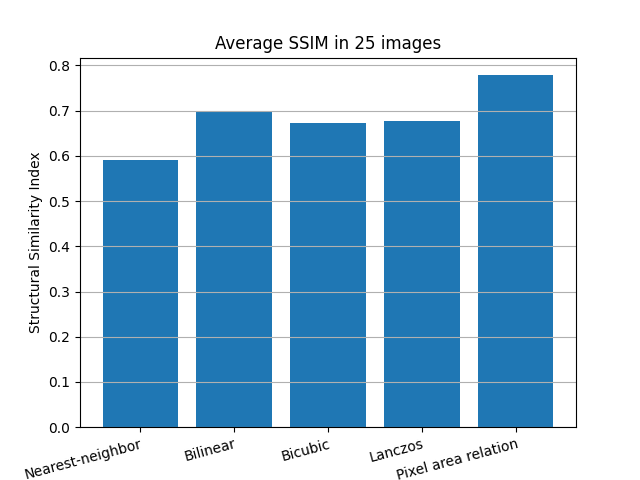 Average SSIM in 25 images
Structural Similarity Index
0.8
0.7
0.6
0.5
0.4
0.3
0.2
0.1
0.0
Nearest-neighbor
Bilinear
Bicubic
Lanczos
Pixel area relation